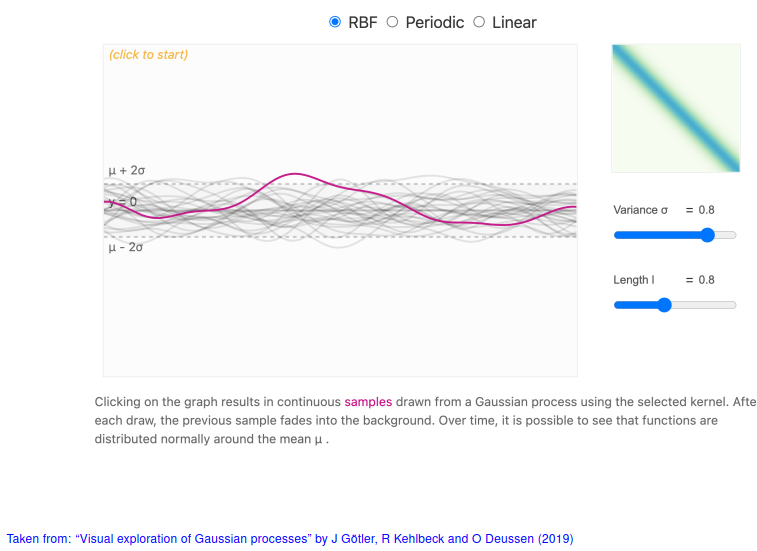 RBF Periodic Linear
(click to start)
μ + 2σ
y = 0
μ − 2σ
Variance σ = 0.8
Length l = 0.8
Clicking on the graph results in continuous samples drawn from a Gaussian process using the selected kernel. Afte
each draw, the previous sample fades into the background. Over time, it is possible to see that functions are
distributed normally around the mean μ .
Taken from: “Visual exploration of Gaussian processes” by J Götler, R Kehlbeck and O Deussen (2019)